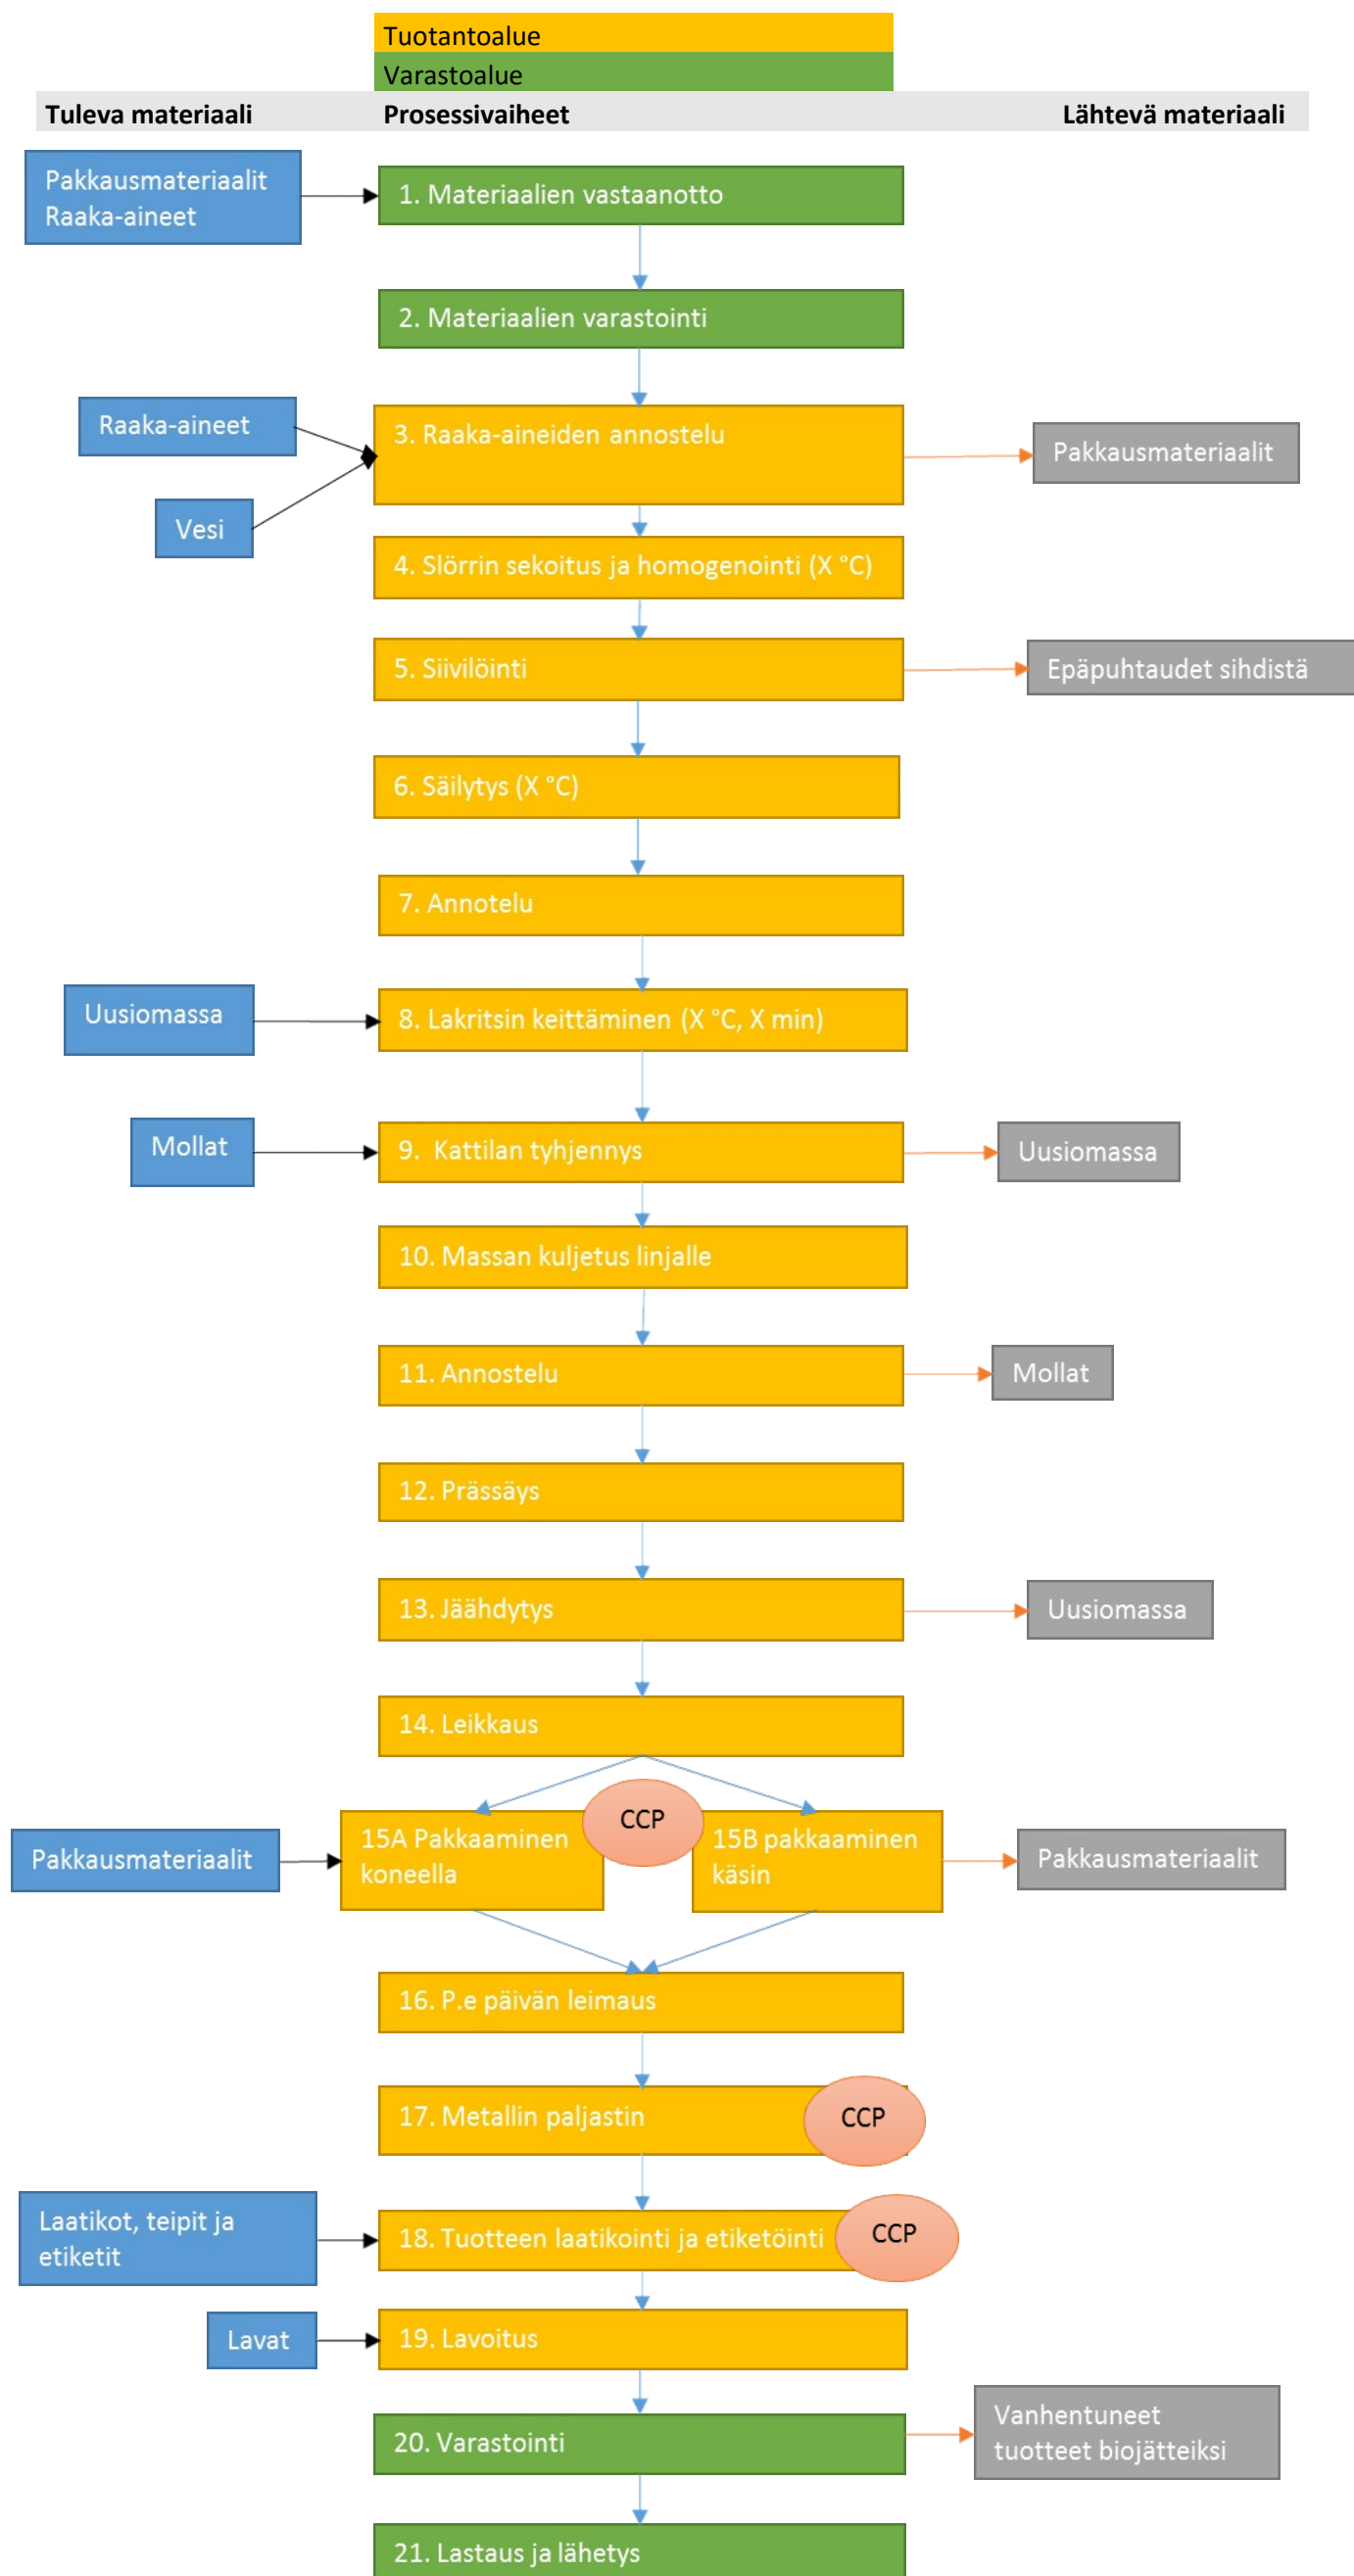 Tuotantoalue
Varastoalue
Tuleva materiaali
Prosessivaiheet
Lähtevä materiaali
Pakkausmateriaalit
Raaka-aineet
1. Materiaalien vastaanotto
2. Materiaalien varastointi
Raaka-aineet
Vesi
3. Raaka-aineiden annostelu
Pakkausmateriaalit
4. Slörrin sekoitus ja homogenointi (X °C)
5. Siivilöinti
Epäpuhtaudet sihdistä
6. Säilytys (X °C)
7. Annotelu
Uusiomassa
8. Lakritsin keittäminen (X °C, X min)
Mollat
9. Kattilan tyhjennys
Uusiomassa
10. Massan kuljetus linjalle
11. Annostelu
Mollat
12. Prässäys
13. Jäähdytys
Uusiomassa
14. Leikkaus
Pakkausmateriaalit
15A Pakkaaminen
koneella
CCP
15B pakkaaminen
käsin
Pakkausmateriaalit
16. P.e päivän leimaus
17. Metallin paljastin
CCP
Laatikot, teipit ja
etiketit
18. Tuotteen laatikointi ja etiketöinti
CCP
Lavat
19. Lavoitus
20. Varastointi
Vanhentuneet
tuotteet biojätteiksi
21. Lastaus ja lähetys